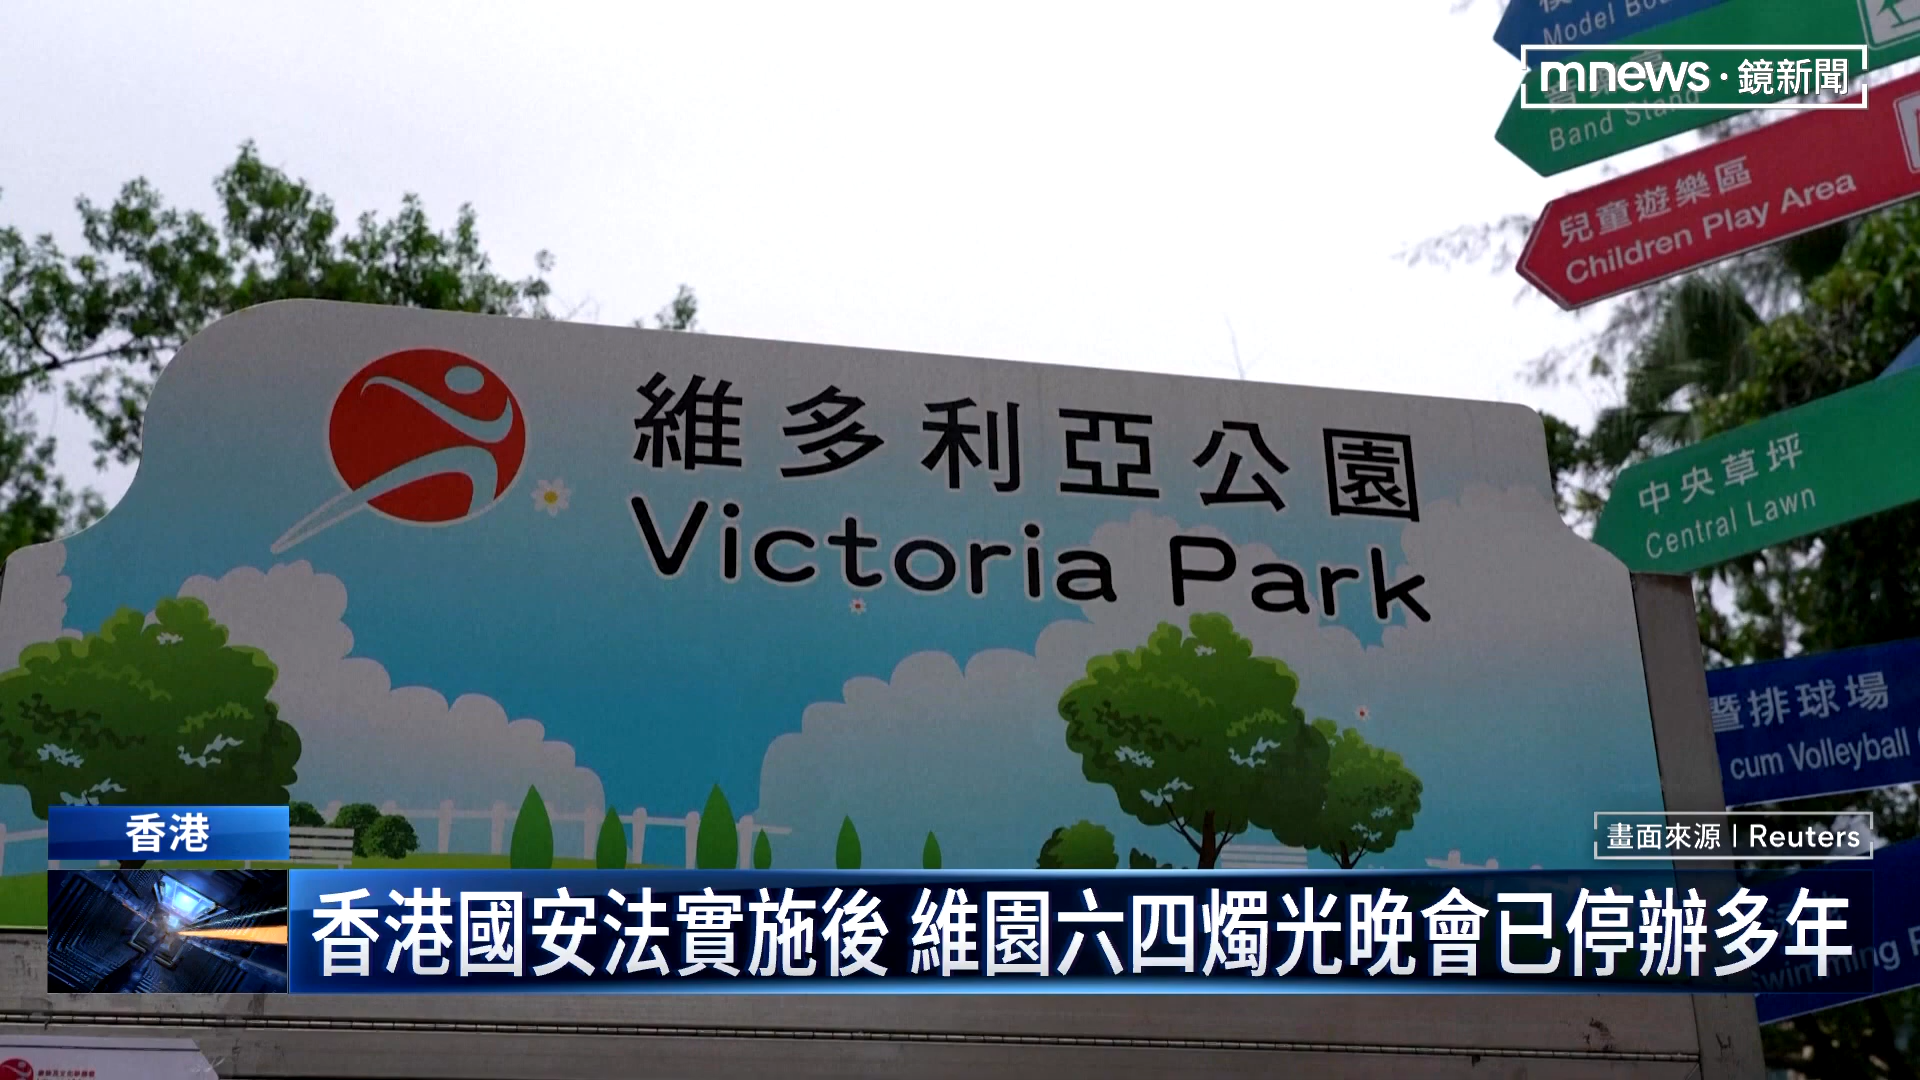 Model
mnews·鏡新聞
Band Stand
兒童遊樂區
Children Play Area
維多利亞公園
Victoria Park
中央草坪
Central Lawn
暨排球場
cum Volleyball
香港
畫面來源 | Reuters
香港國安法實施後 維園六四燭光晚會已停辦多年
Swimming